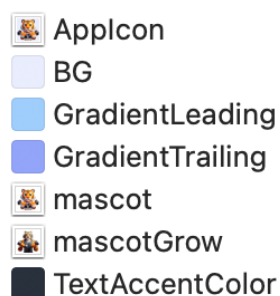 AppIcon
BG
GradientLeading
GradientTrailing
mascot
mascotGrow
TextAccentColor